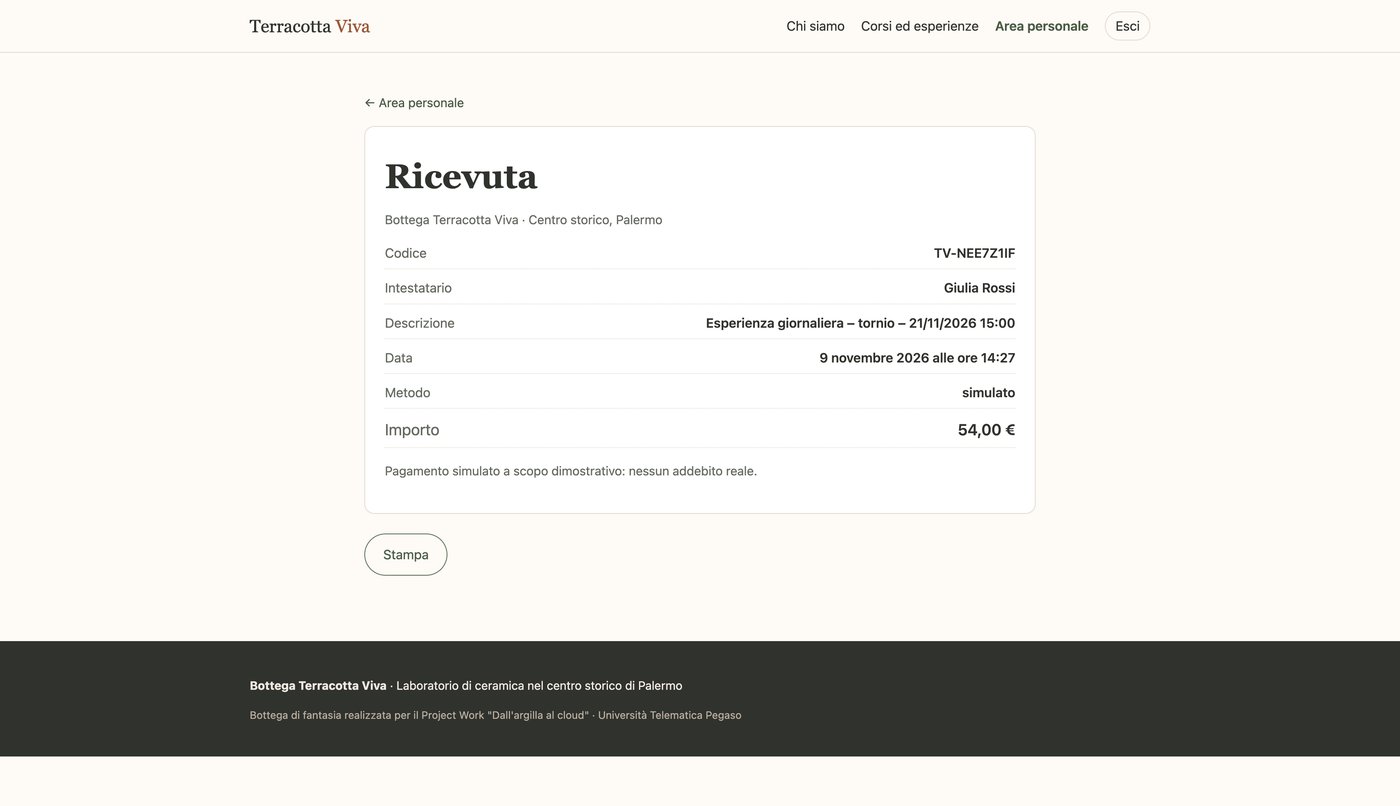 Terracotta Viva
Chi siamo
Corsi ed esperienze
Area personale
Esci
← Area personale
Ricevuta
Bottega Terracotta Viva · Centro storico, Palermo
Codice TV-NEE7Z1IF
Intestatario Giulia Rossi
Descrizione Esperienza giornaliera – tornio – 21/11/2026 15:00
Data 9 novembre 2026 alle ore 14:27
Metodo simulato
Importo 54,00 €
Pagamento simulato a scopo dimostrativo: nessun addebito reale.
Stampa
Bottega Terracotta Viva · Laboratorio di ceramica nel centro storico di Palermo
Bottega di fantasia realizzata per il Project Work "Dall'argilla al cloud" · Università Telematica Pegaso